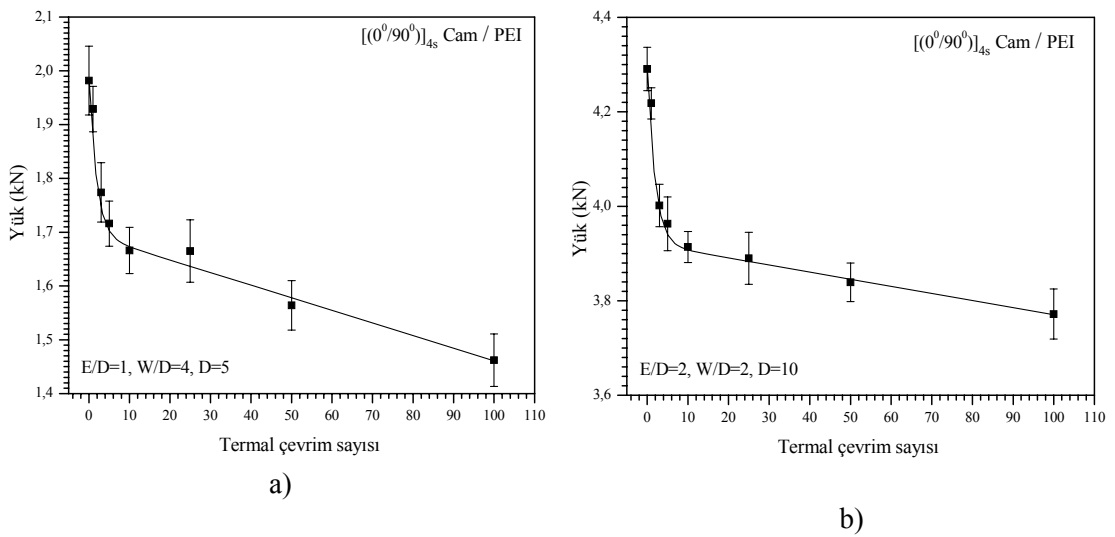 2,1
2,0
1,9
1,8
1,7
1,6
1,5
1,4
Yük (kN)
[(0⁰/90⁰)]4s Cam / PEI
E/D=1, W/D=4, D=5
0 10 20 30 40 50 60 70 80 90 100 110
Termal çevrim sayısı
a)
4,4
4,2
4,0
3,8
3,6
Yük (kN)
[(0⁰/90⁰)]4s Cam / PEI
E/D=2, W/D=2, D=10
0 10 20 30 40 50 60 70 80 90 100 110
Termal çevrim sayısı
b)